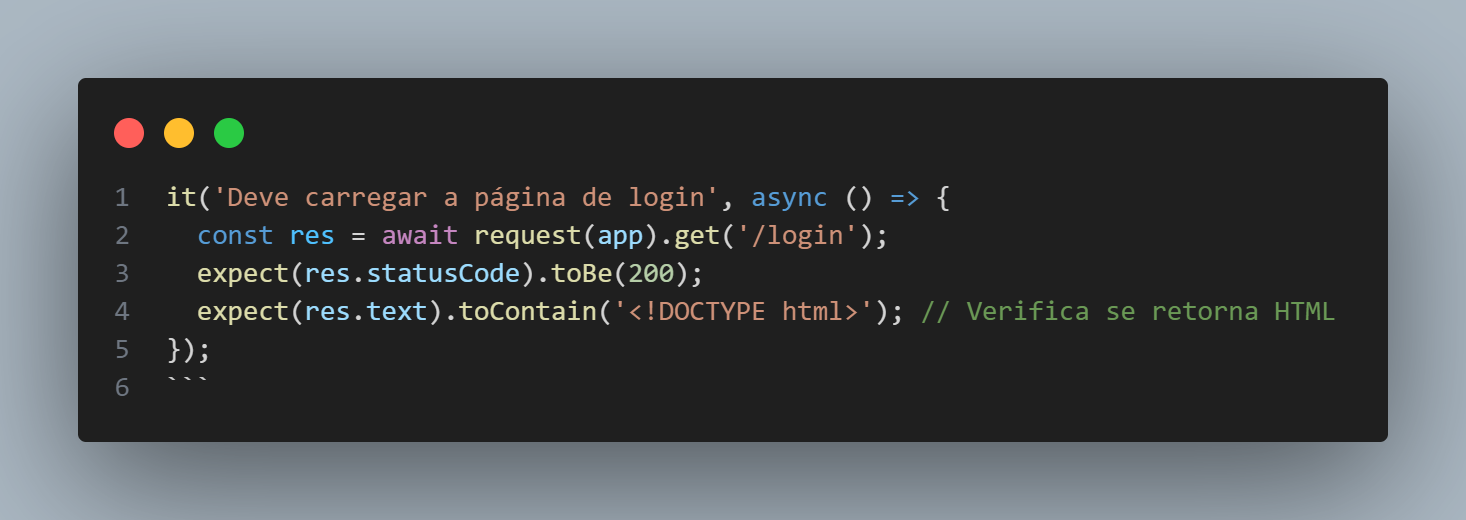 1 it('Deve carregar a página de login', async () => {
2   const res = await request(app).get('/login');
3   expect(res.statusCode).toBe(200);
4   expect(res.text).toContain('<!DOCTYPE html>'); // Verifica se retorna HTML
5 });
6 ```